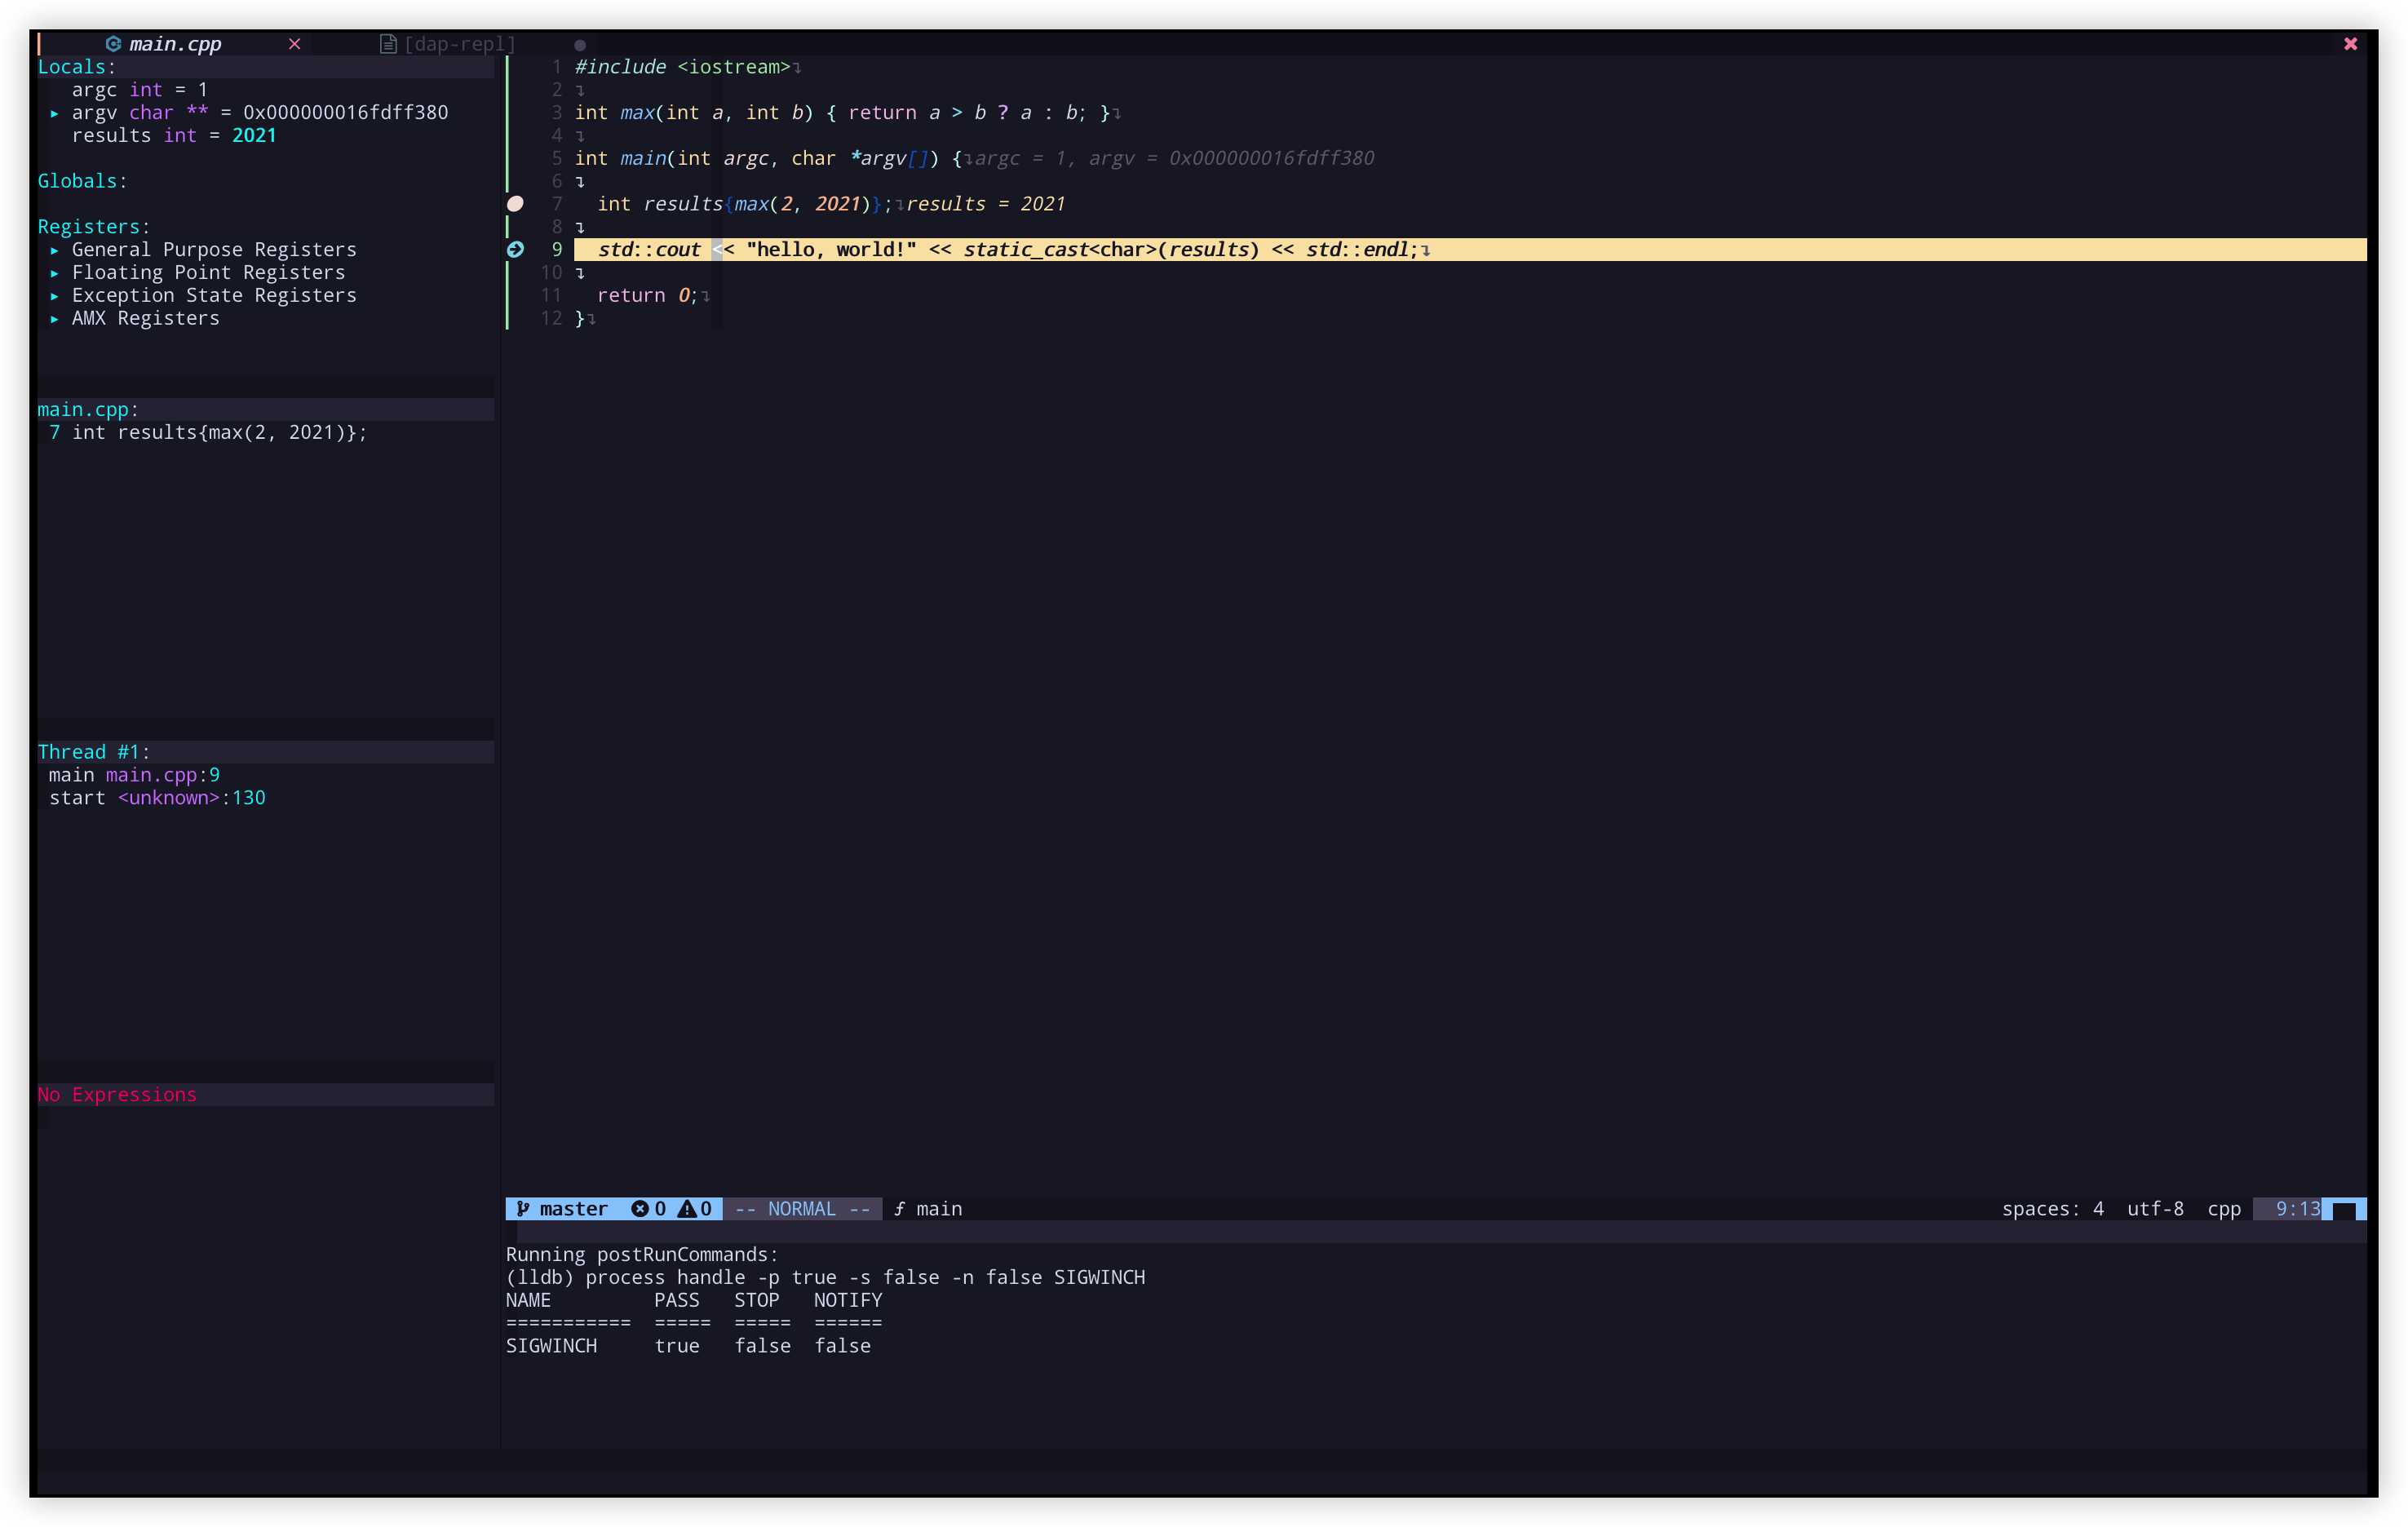 main.cpp [dap-repl]
Locals:
argc int = 1
argv char ** = 0x000000016fdff380
results int = 2021
Globals:
Registers:
General Purpose Registers
Floating Point Registers
Exception State Registers
AMX Registers
main.cpp:
7 int results{max(2, 2021)};
Thread #1:
main main.cpp:9
start <unknown>:130
No Expressions
1 #include <iostream>
2
3 int max(int a, int b) { return a > b ? a : b; }
4
5 int main(int argc, char *argv[]) { argc = 1, argv = 0x000000016fdff380
6
7 int results{max(2, 2021)}; results = 2021
8
9 std::cout << "hello, world!" << static_cast<char>(results) << std::endl;
10
11 return 0;
12 }
master 0 0 -- NORMAL -- f main spaces: 4 utf-8 cpp 9:13
Running postRunCommands:
(lldb) process handle -p true -s false -n false SIGWINCH
NAME PASS STOP NOTIFY
=========== ===== ===== ======
SIGWINCH true false false